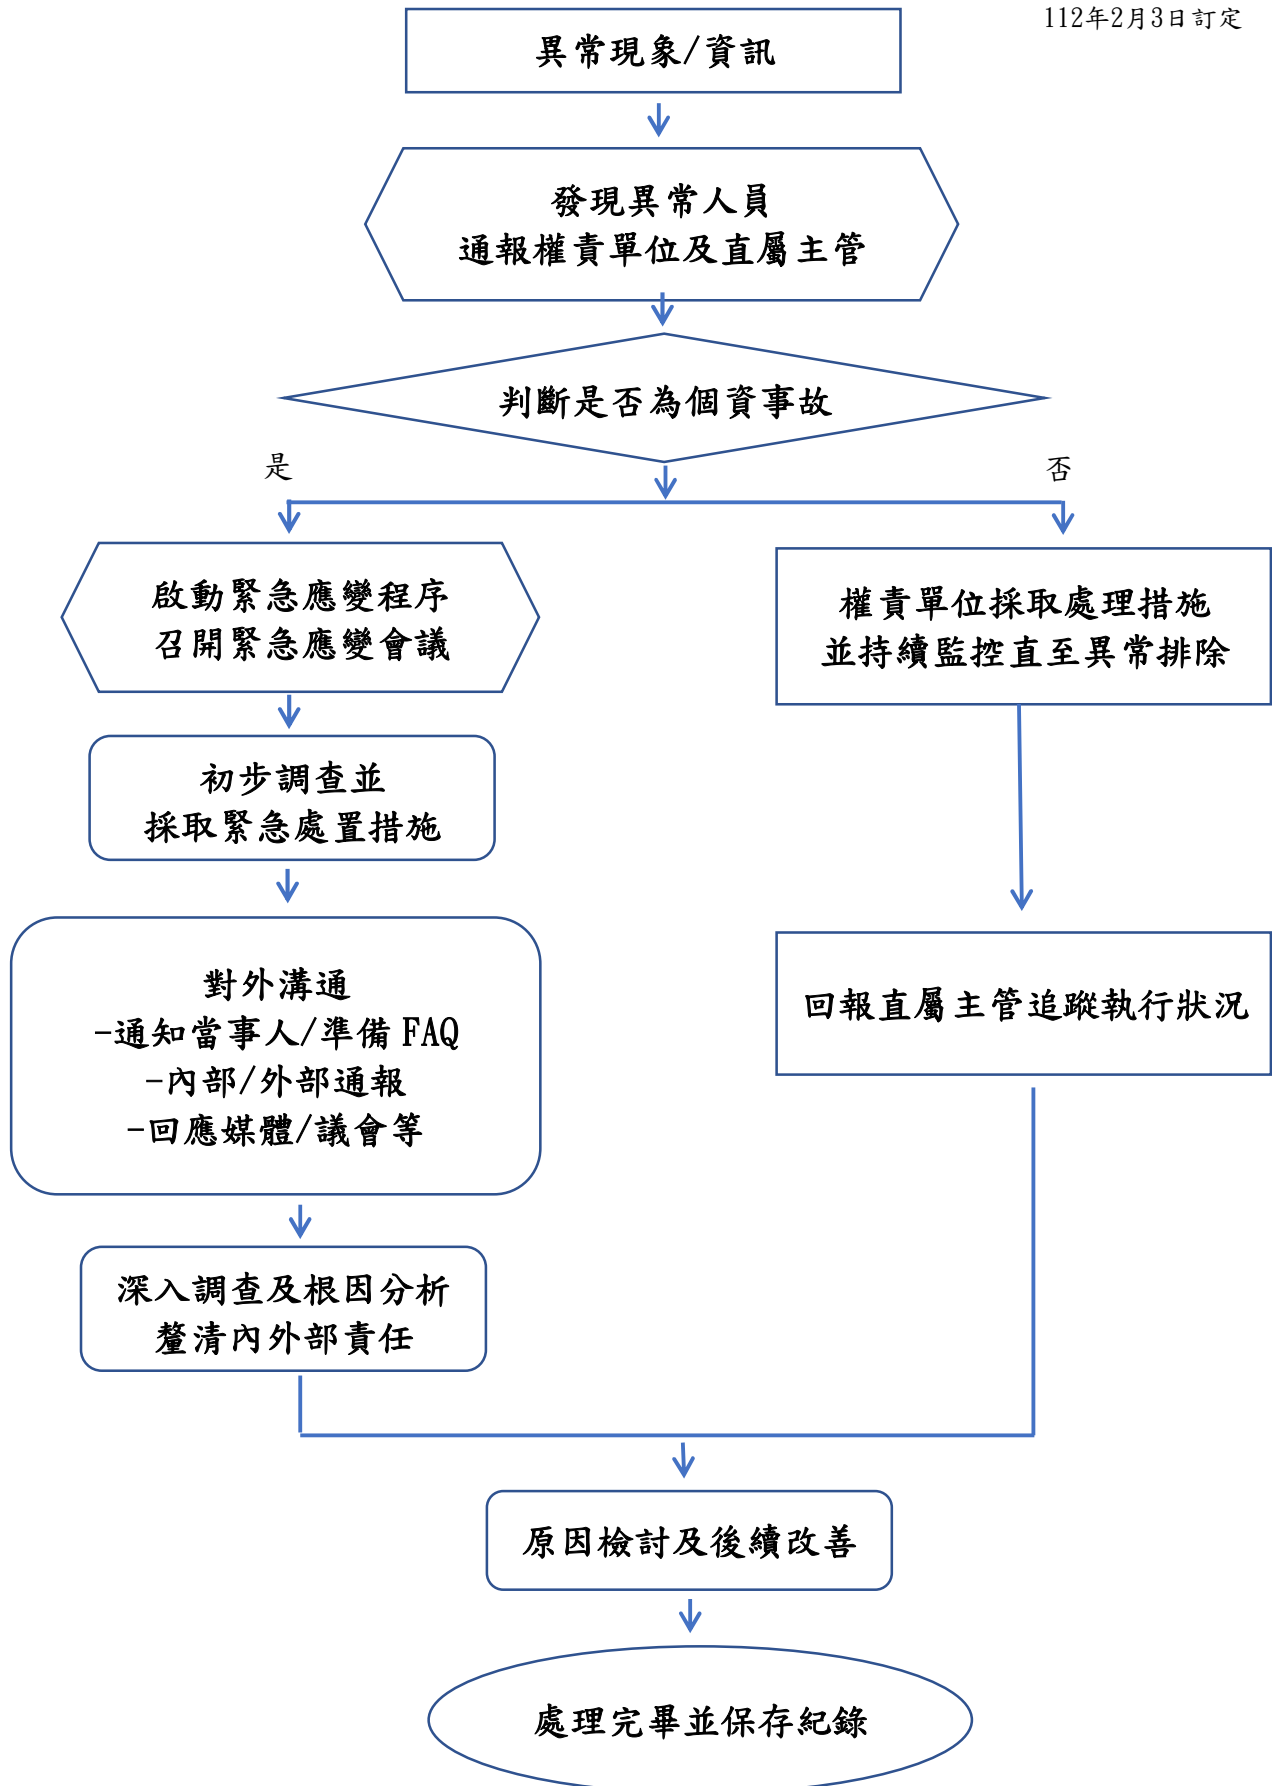 112年2月3日訂定
異常現象/資訊
發現異常人員
通報權責單位及直屬主管
判斷是否為個資事故
是
否
啟動緊急應變程序
召開緊急應變會議
權責單位採取處理措施
並持續監控直至異常排除
初步調查並
採取緊急處置措施
對外溝通
-通知當事人/準備 FAQ
-內部/外部通報
-回應媒體/議會等
回報直屬主管追蹤執行狀況
深入調查及根因分析
釐清內外部責任
原因檢討及後續改善
處理完畢並保存紀錄